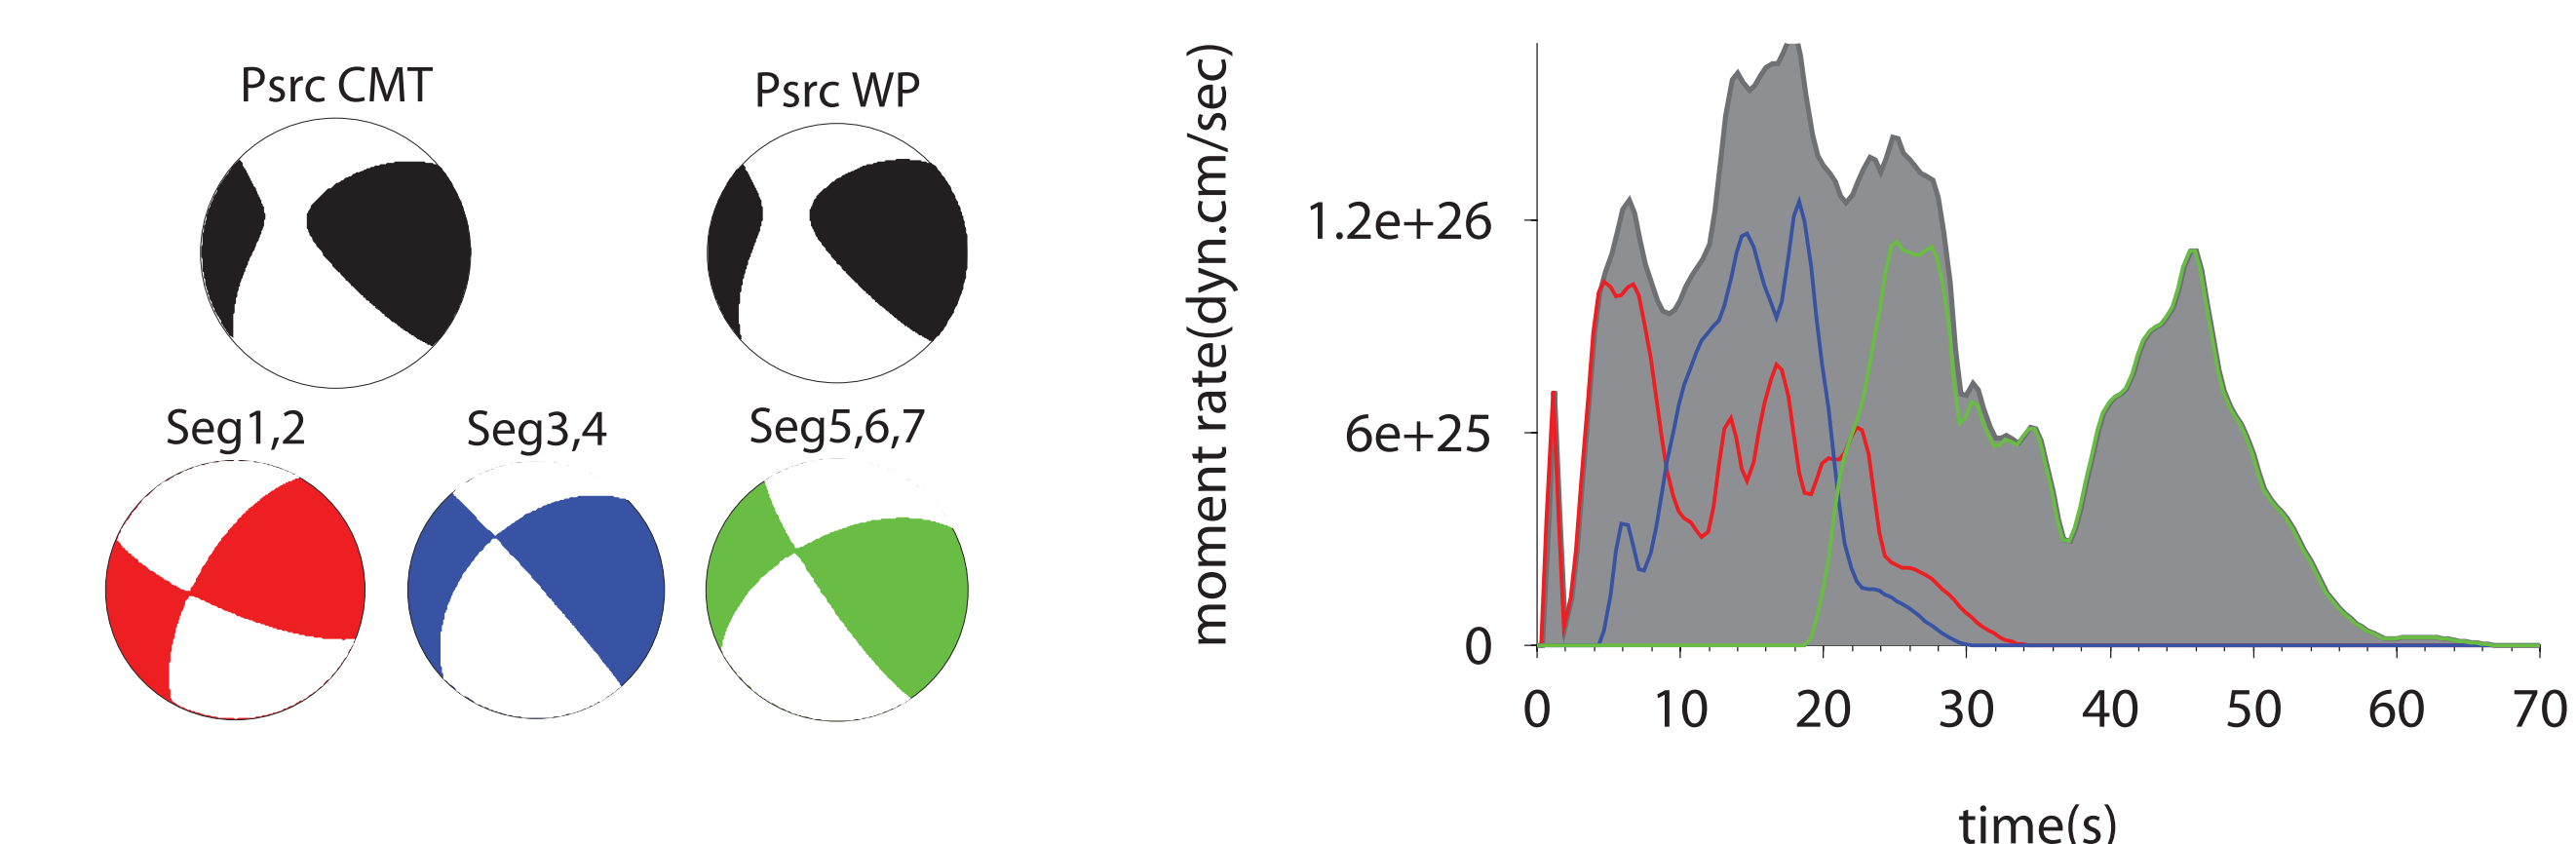 Psrc CMT
Psrc WP
Seg1,2
Seg3,4
Seg5,6,7
moment rate(dyn.cm/sec)
1.2e+26
6e+25
0
0 10 20 30 40 50 60 70
time(s)